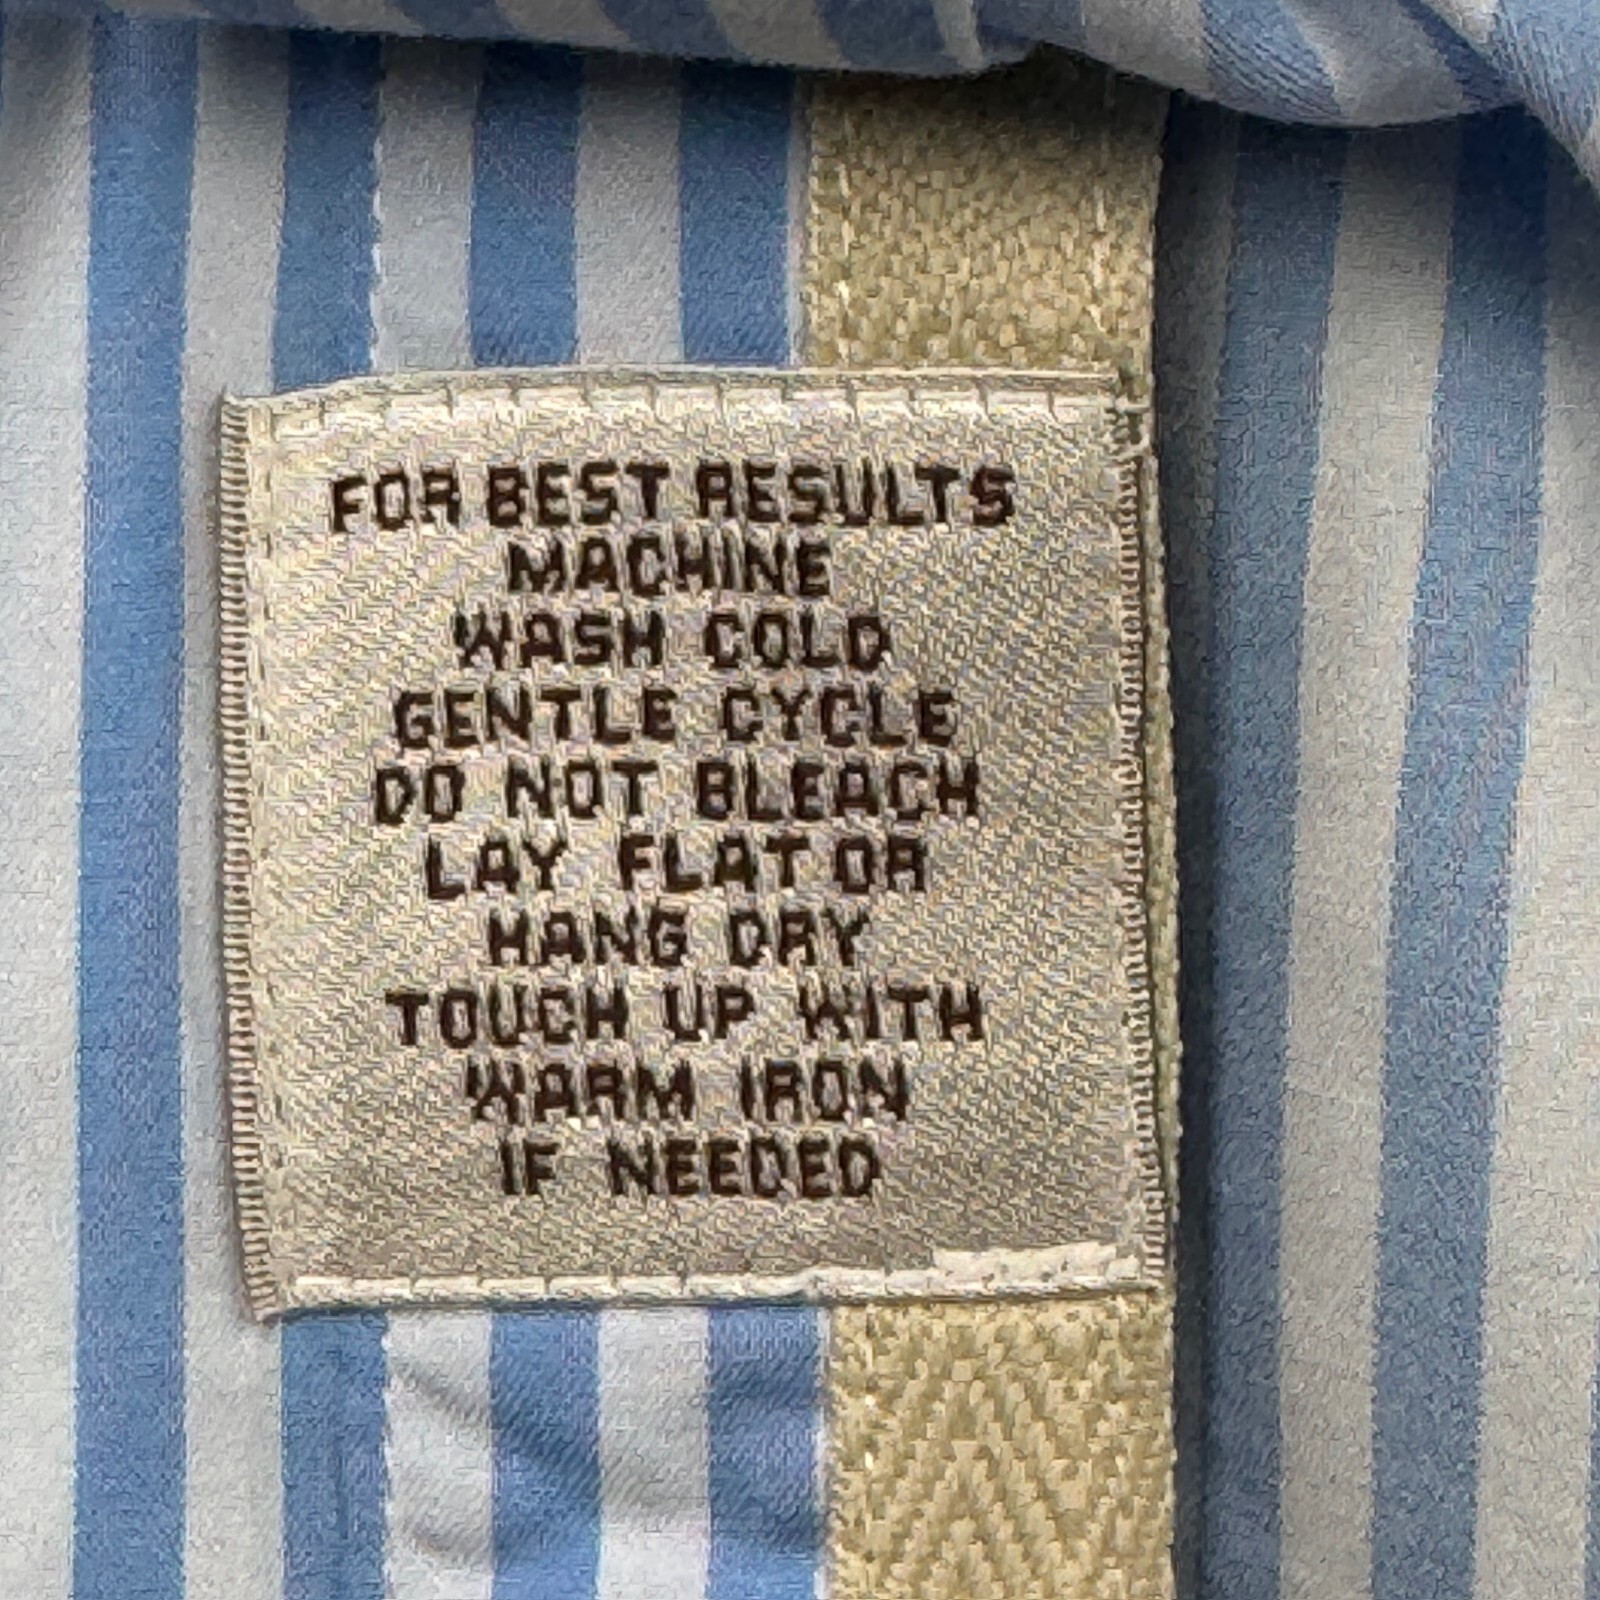 FOR BEST RESULTS
MACHINE
WASH COLD
GENTLE CYCLE
DO NOT BLEACH
LAY FLAT OR
HANG DRY
TOUCH UP WITH
WARM IRON
IF NEEDED